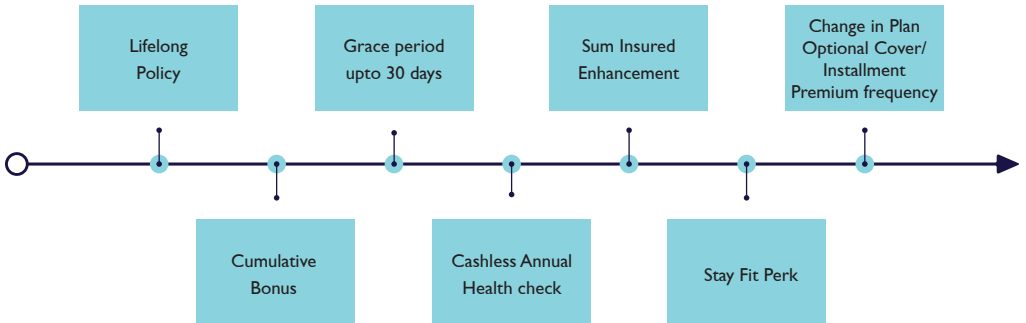 Lifelong
Policy
Grace period
upto 30 days
Sum Insured
Enhancement
Change in Plan
Optional Cover/
Installment
Premium frequency
Cumulative
Bonus
Cashless Annual
Health check
Stay Fit Perk